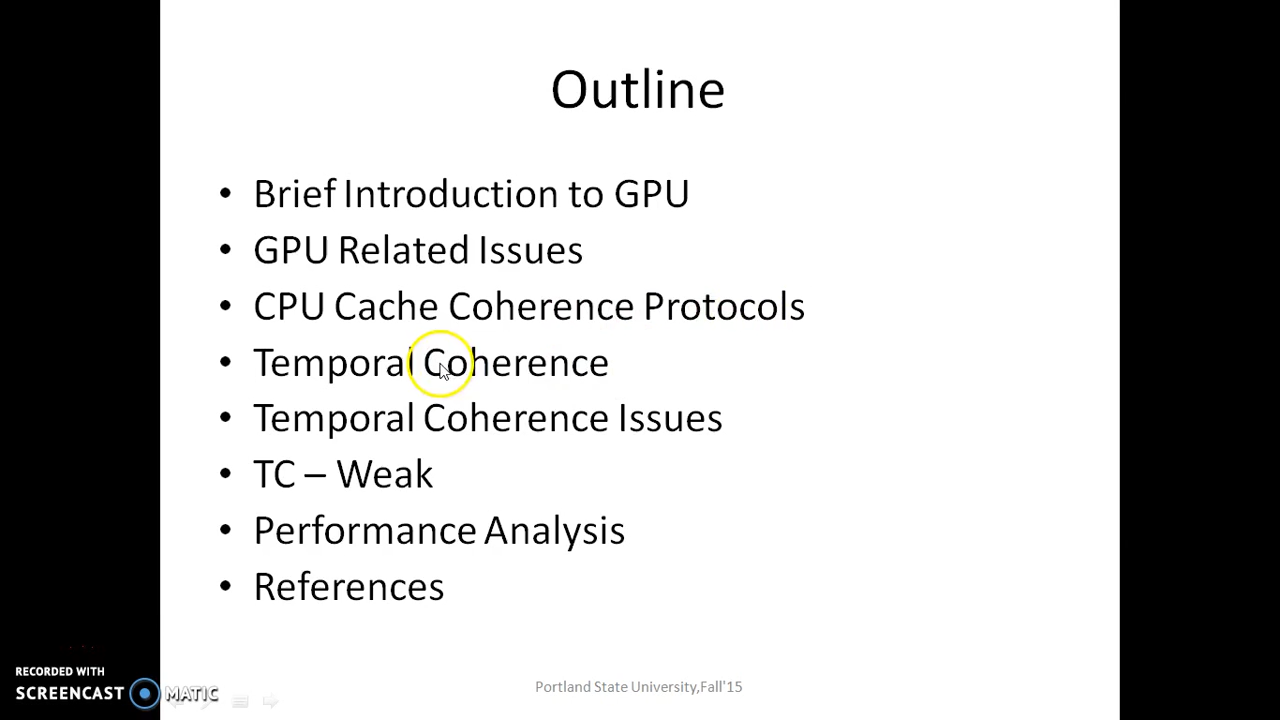 Outline
• Brief Introduction to GPU
• GPU Related Issues
• CPU Cache Coherence Protocols
• Temporal Coherence
• Temporal Coherence Issues
• TC – Weak
• Performance Analysis
• References
RECORDED WITH
SCREENCAST MATIC
Portland State University,Fall'15